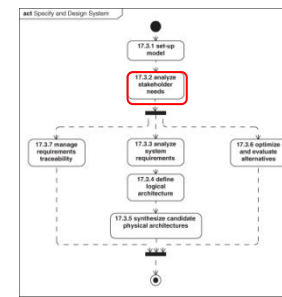 act Specify and Design System
17.3.1 set-up
model
17.3.2 analyze
stakeholder
needs
17.3.7 manage
requirements
traceability
17.3.3 analyze
system
requirements
17.3.6 optimize
and evaluate
alternatives
17.3.4 define
logical
architecture
17.3.5 synthesize candidate
physical architectures